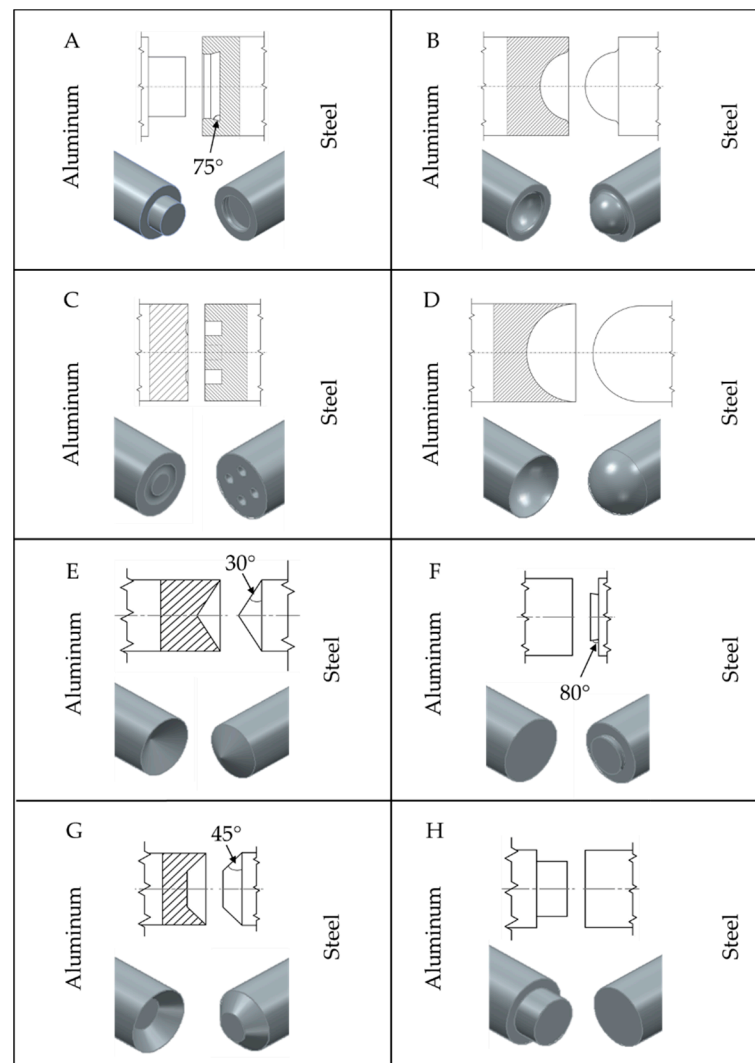 A
Aluminum
75°
Steel
B
Aluminum
Steel
C
Aluminum
Steel
D
Aluminum
Steel
E
Aluminum
30°
Steel
F
Aluminum
80°
Steel
G
Aluminum
45°
Steel
H
Aluminum
Steel